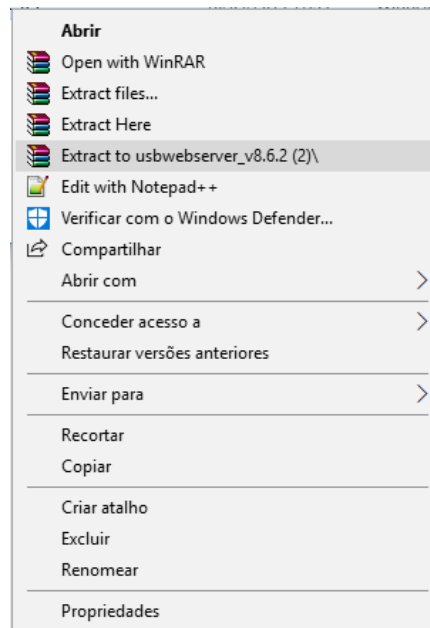 Abrir
Open with WinRAR
Extract files...
Extract Here
Extract to usbwebserver_v8.6.2 (2)\
Edit with Notepad++
Verificar com o Windows Defender...
Compartilhar
Abrir com
Conceder acesso a
Restaurar versões anteriores
Enviar para
Recortar
Copiar
Criar atalho
Excluir
Renomear
Propriedades